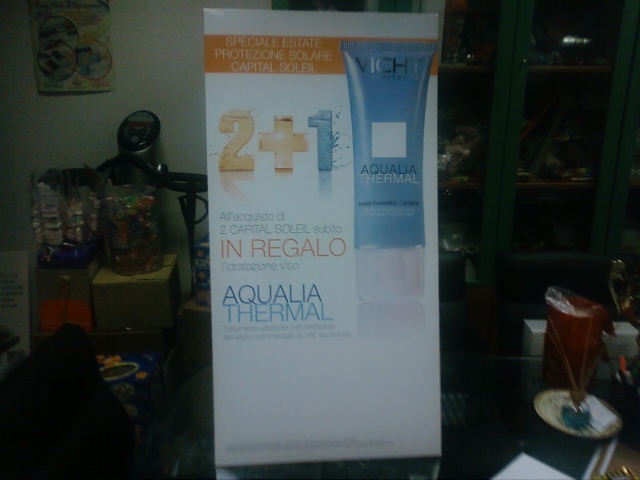 SPECIALE ESTATE
PROTEZIONE SOLARE
CAPITAL SOLEIL
VICHY
2+1
AQUALIA
THERMAL
All'acquisto di
2 CAPITAL SOLEIL subito
IN REGALO
l'idratazione viso
AQUALIA
THERMAL